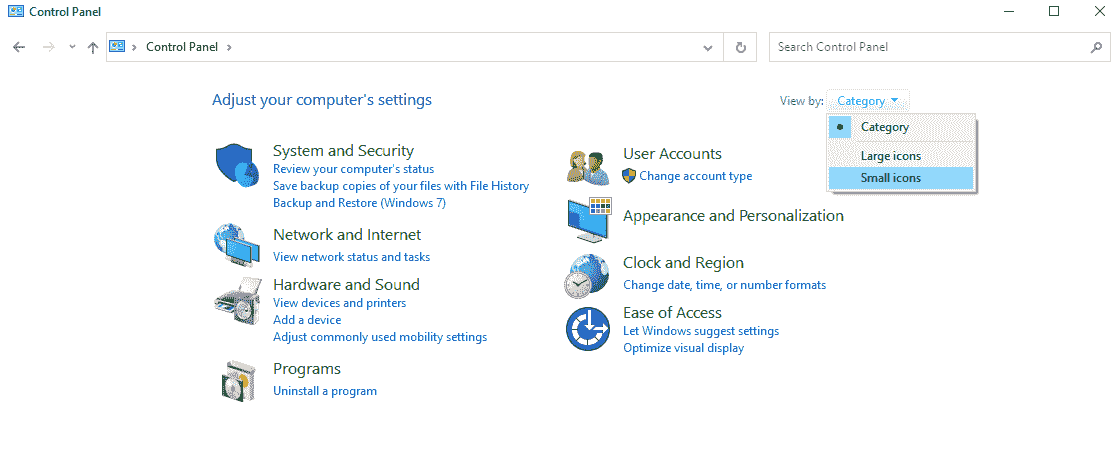 Control Panel
Control Panel
Search Control Panel
Adjust your computer's settings
View by: Category
Category
Large icons
Small icons
System and Security
Review your computer's status
Save backup copies of your files with File History
Backup and Restore (Windows 7)
Network and Internet
View network status and tasks
Hardware and Sound
View devices and printers
Add a device
Adjust commonly used mobility settings
Programs
Uninstall a program
User Accounts
Change account type
Appearance and Personalization
Clock and Region
Change date, time, or number formats
Ease of Access
Let Windows suggest settings
Optimize visual display